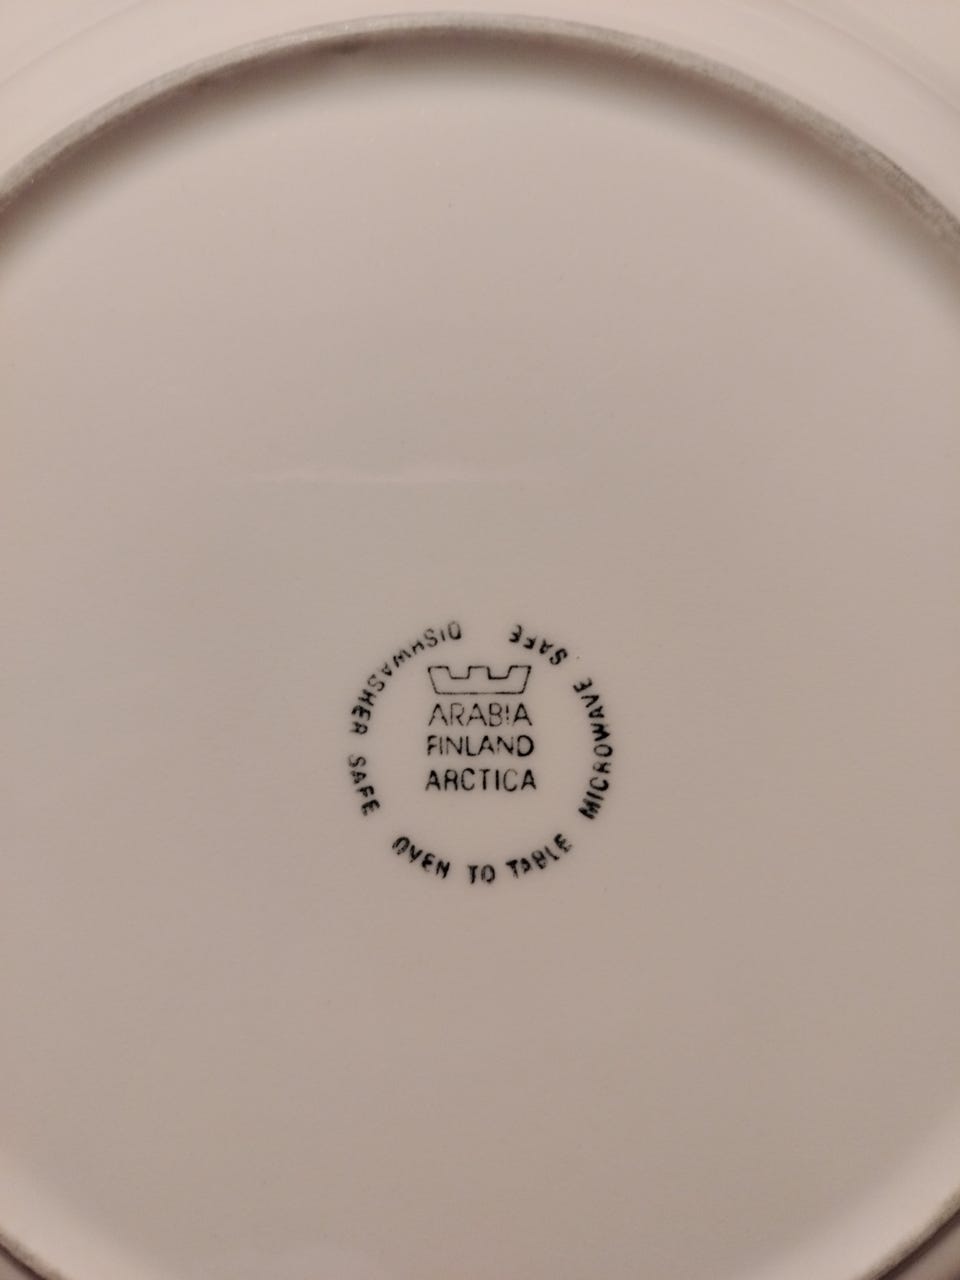 ARABIA
FINLAND
ARCTICA
DISHWASHER SAFE OVEN TO TABLE MICROWAVE SAFE